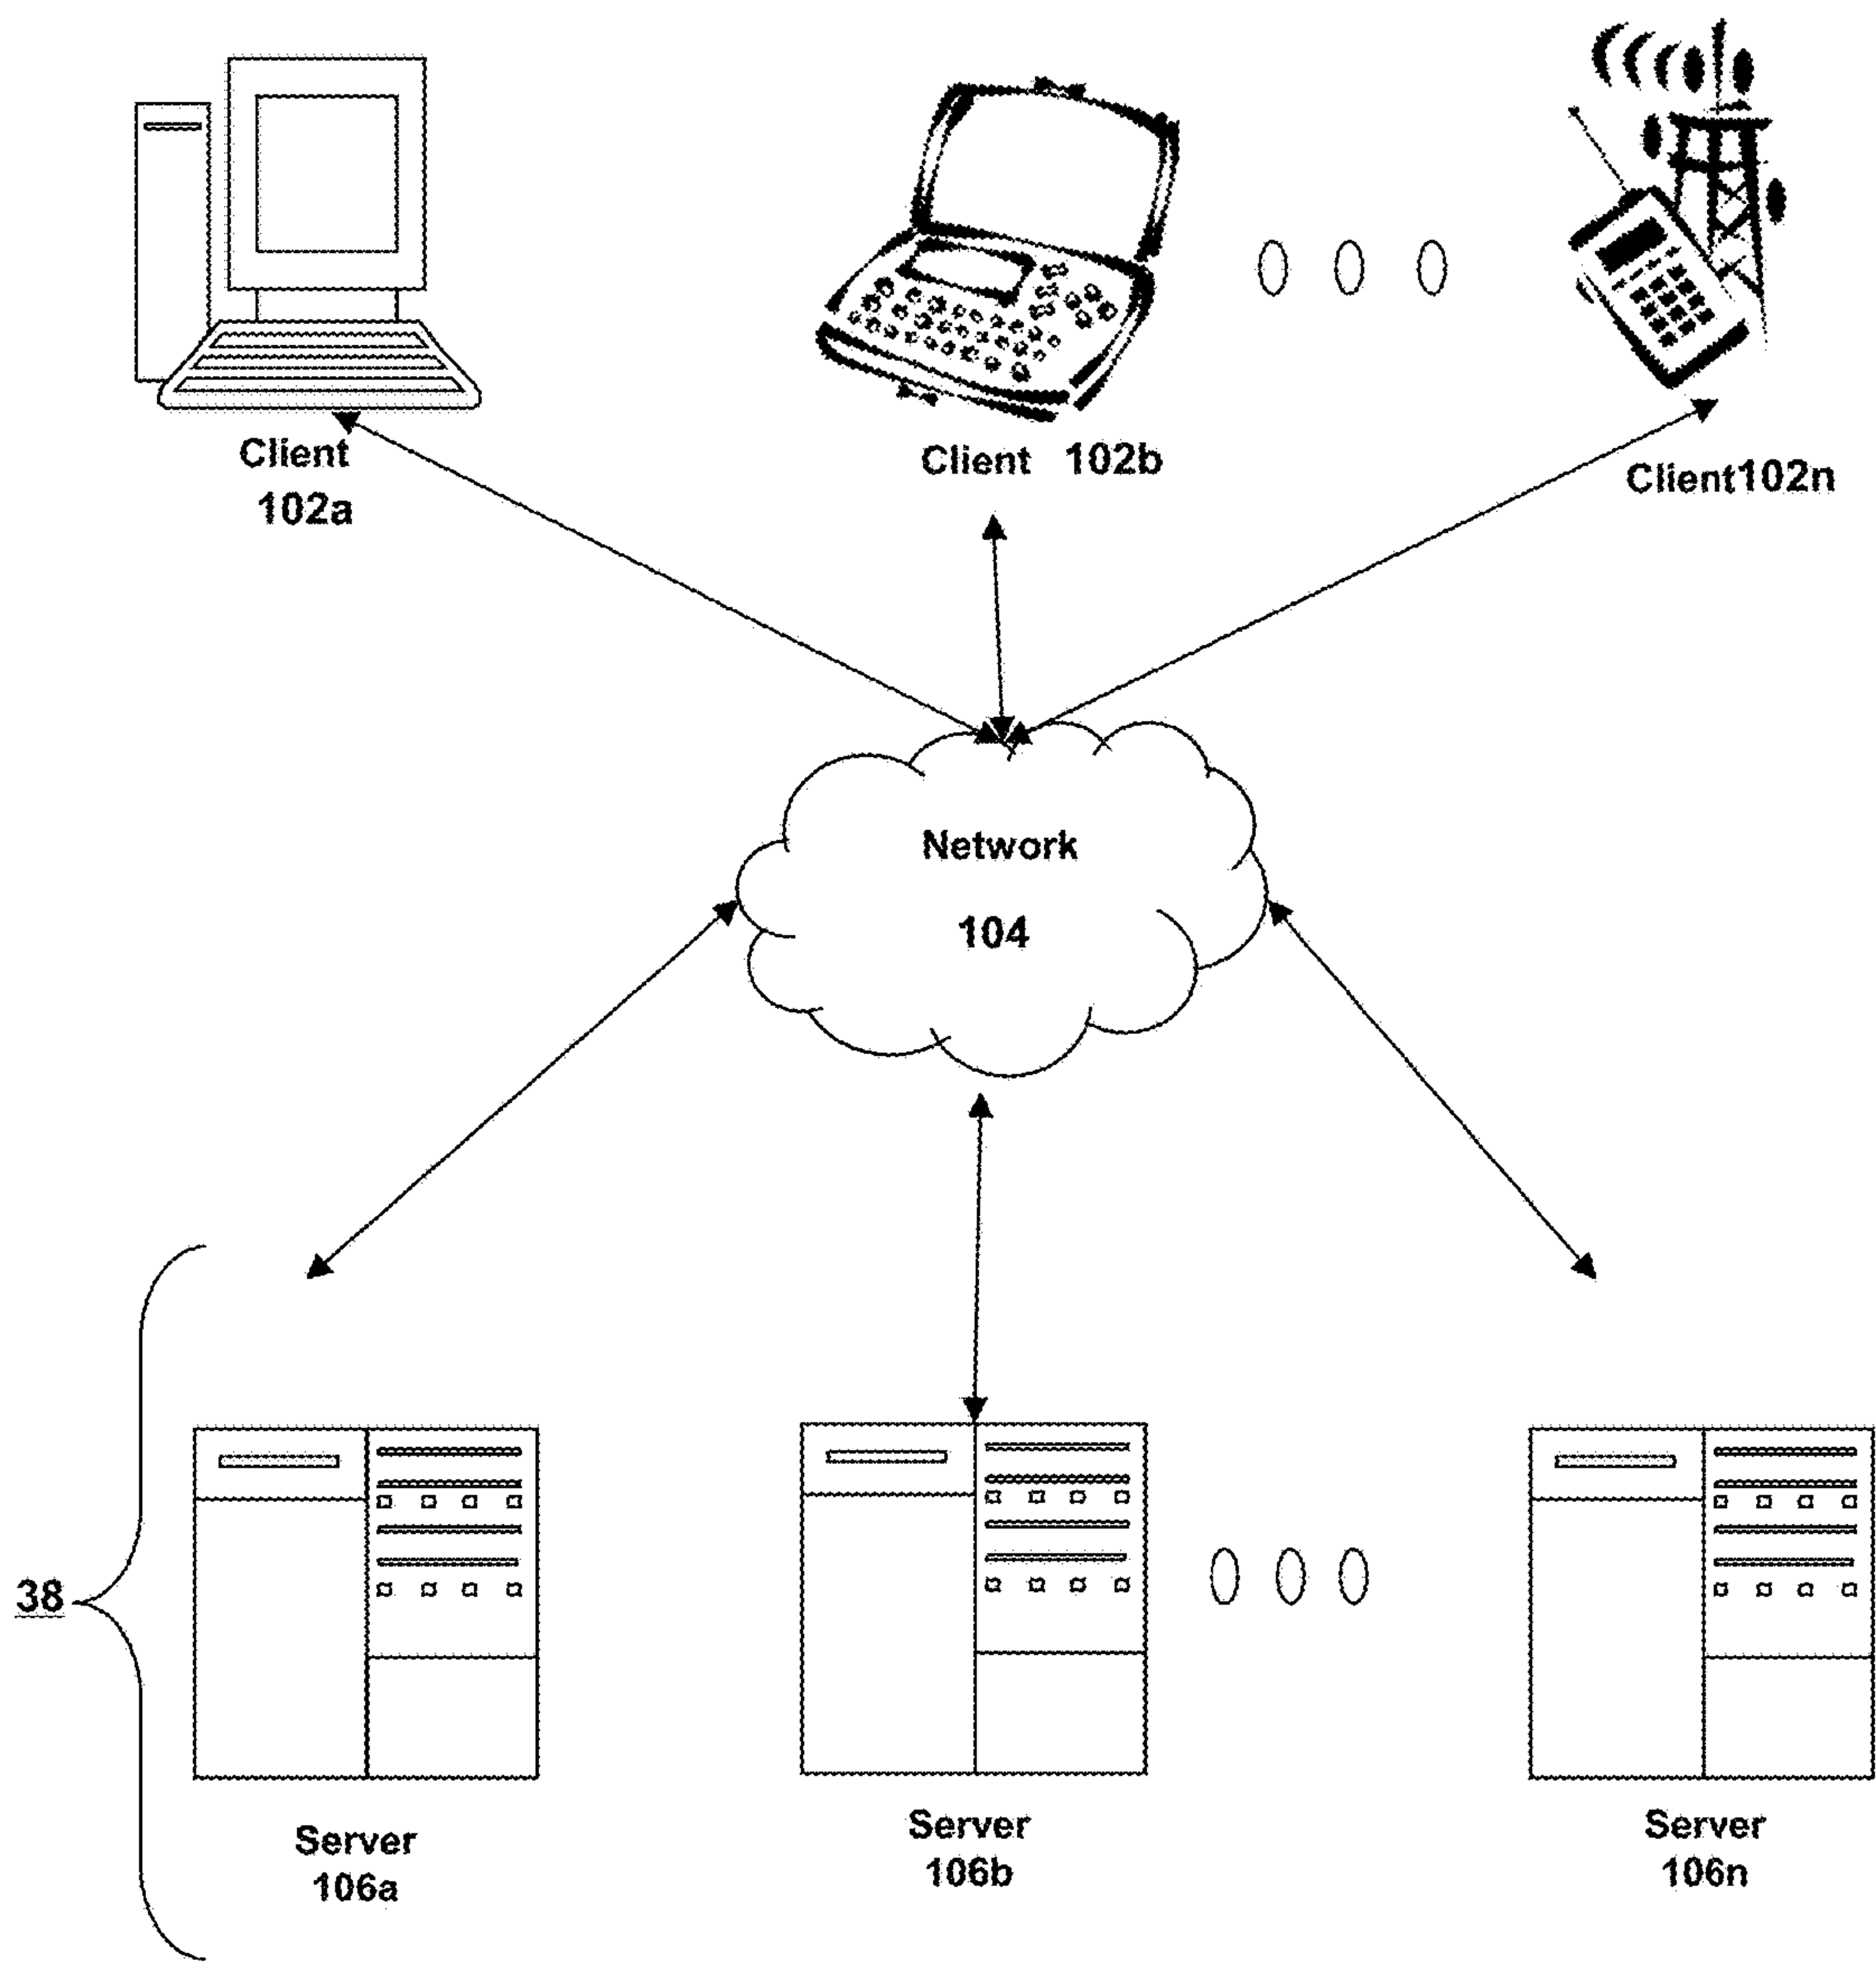 Client
102a
Client 102b
Client102n
Network
104
38
Server
106a
Server
106b
Server
106n